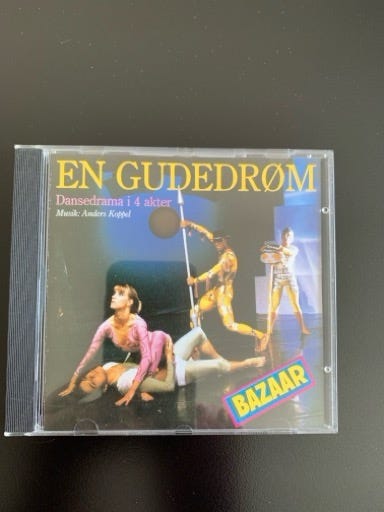 EN GUDEDRØM
Dansedrama i 4 akter
Musik: Anders Koppel
BAZAAR